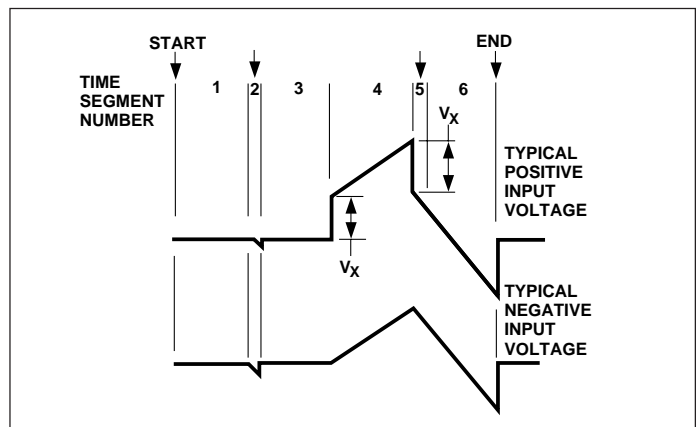 START
END
TIME
SEGMENT
NUMBER
1
2
3
4
5
6
VX
TYPICAL
POSITIVE
INPUT
VOLTAGE
VX
TYPICAL
NEGATIVE
INPUT
VOLTAGE